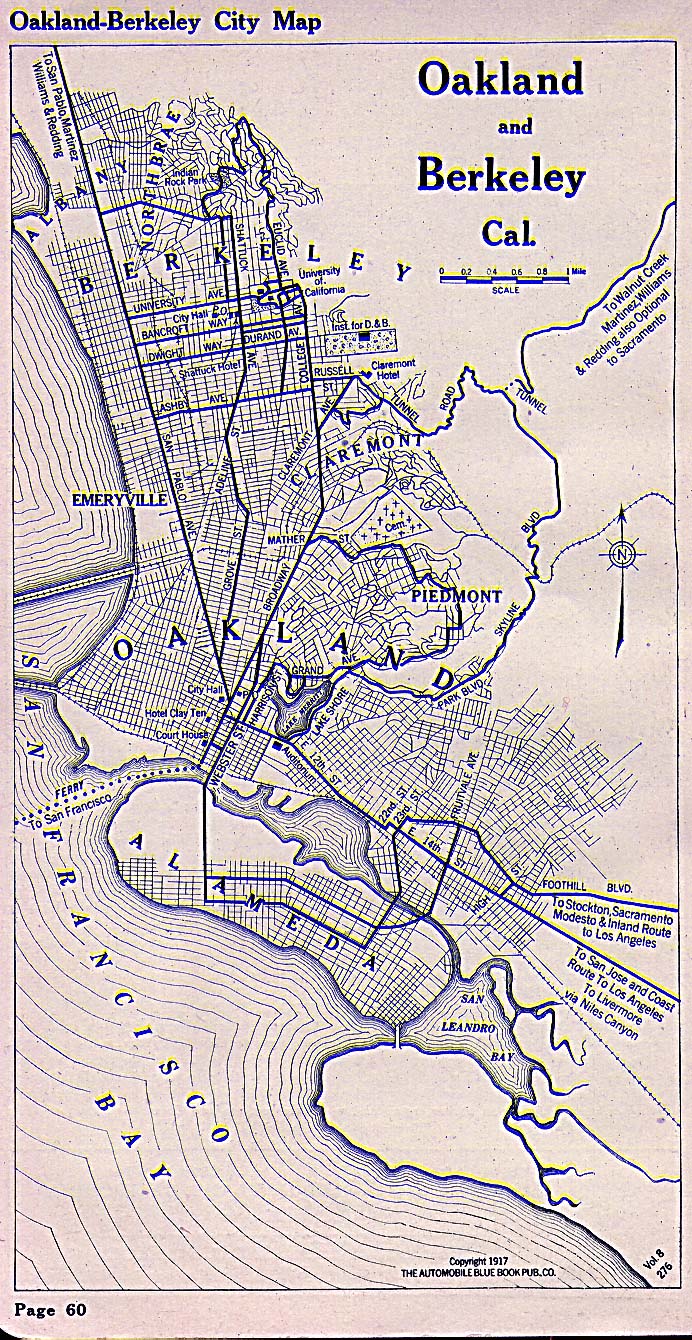 Oakland-Berkeley City Map
Oakland
and
Berkeley
Cal.
0 0.2 0.4 0.6 0.8 1 Mile
SCALE
To San Pablo, Martinez
Williams & Redding
ALBANY
NORTHBRAE
Indian
Rock Park
BERKELEY
SHATTUCK
AVE
EUCLID AVE.
University
of
California
UNIVERSITY AVE.
City Hall P.O.
BANCROFT WAY
DURAND AV.
DWIGHT WAY
Shattuck Hotel
COLLEGE
AV.
Inst. for D. & B.
RUSSELL
ST.
Claremont
Hotel
ASHBY AVE
TUNNEL
ROAD
TUNNEL
To Walnut Creek
Martinez, Williams
& Redding also Optional
to Sacramento
CLAREMONT
AVE
CLAREMONT
SAN
PABLO
AVE.
ADELINE
ST.
EMERYVILLE
GROVE
ST.
MATHER ST.
Cem.
BROADWAY
BLVD
SKYLINE
N
PIEDMONT
OAKLAND
GRAND AVE.
PARK BLVD.
City Hall
P.O.
HARRISON ST
LAKE MERRITT
LAKE SHORE
Hotel Clay Ten
Court House
WEBSTER ST.
Auditorium
E. 12th. ST.
FRUITVALE AVE.
22nd. ST.
23rd. ST.
E. 14th.
ST.
HIGH
ST.
FERRY
To San Francisco
ALAMEDA
FOOTHILL BLVD.
To Stockton, Sacramento
Modesto & Inland Route
to Los Angeles
To San Jose and Coast
Route To Los Angeles
To Livermore
via Niles Canyon
SAN
LEANDRO
BAY
SAN FRANCISCO
BAY
Copyright 1917
THE AUTOMOBILE BLUE BOOK PUB. CO.
Vol. 8
276
Page 60